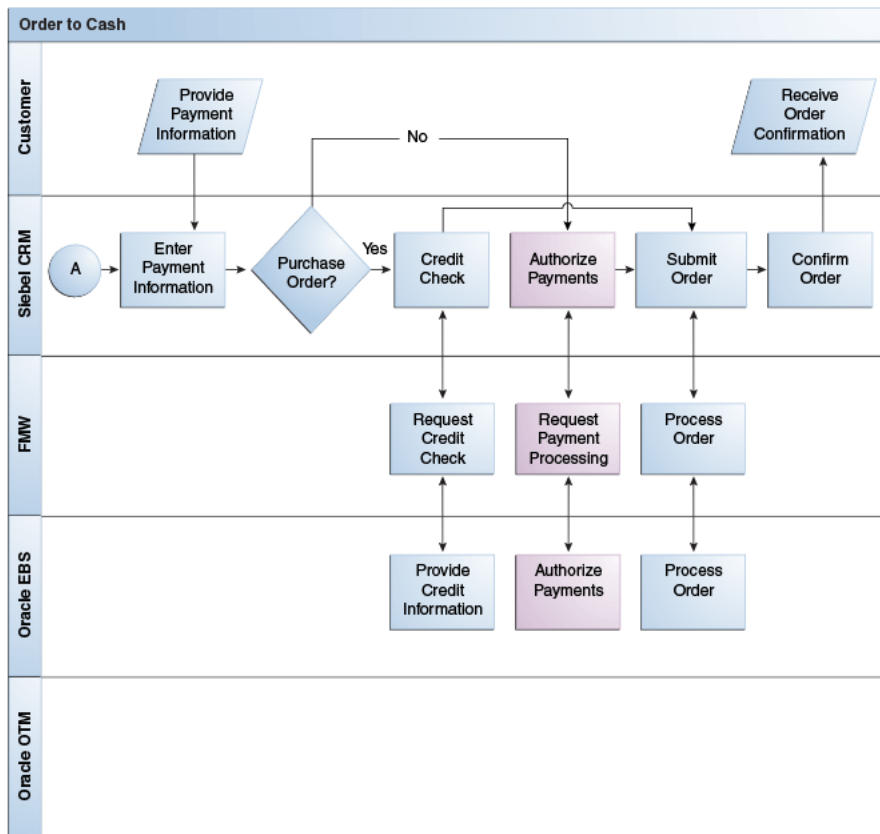 Order to Cash
Customer
Provide
Payment
Information
No
Receive
Order
Confirmation
Siebel CRM
A
Enter
Payment
Information
Purchase
Order?
Yes
Credit
Check
Authorize
Payments
Submit
Order
Confirm
Order
FMW
Request
Credit
Check
Request
Payment
Processing
Process
Order
Oracle EBS
Provide
Credit
Information
Authorize
Payments
Process
Order
Oracle OTM